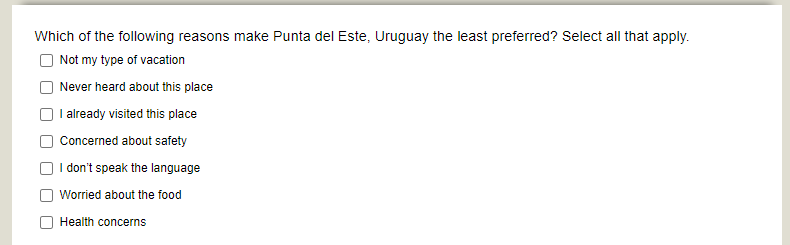 Which of the following reasons make Punta del Este, Uruguay the least preferred? Select all that apply.
Not my type of vacation
Never heard about this place
I already visited this place
Concerned about safety
I don't speak the language
Worried about the food
Health concerns